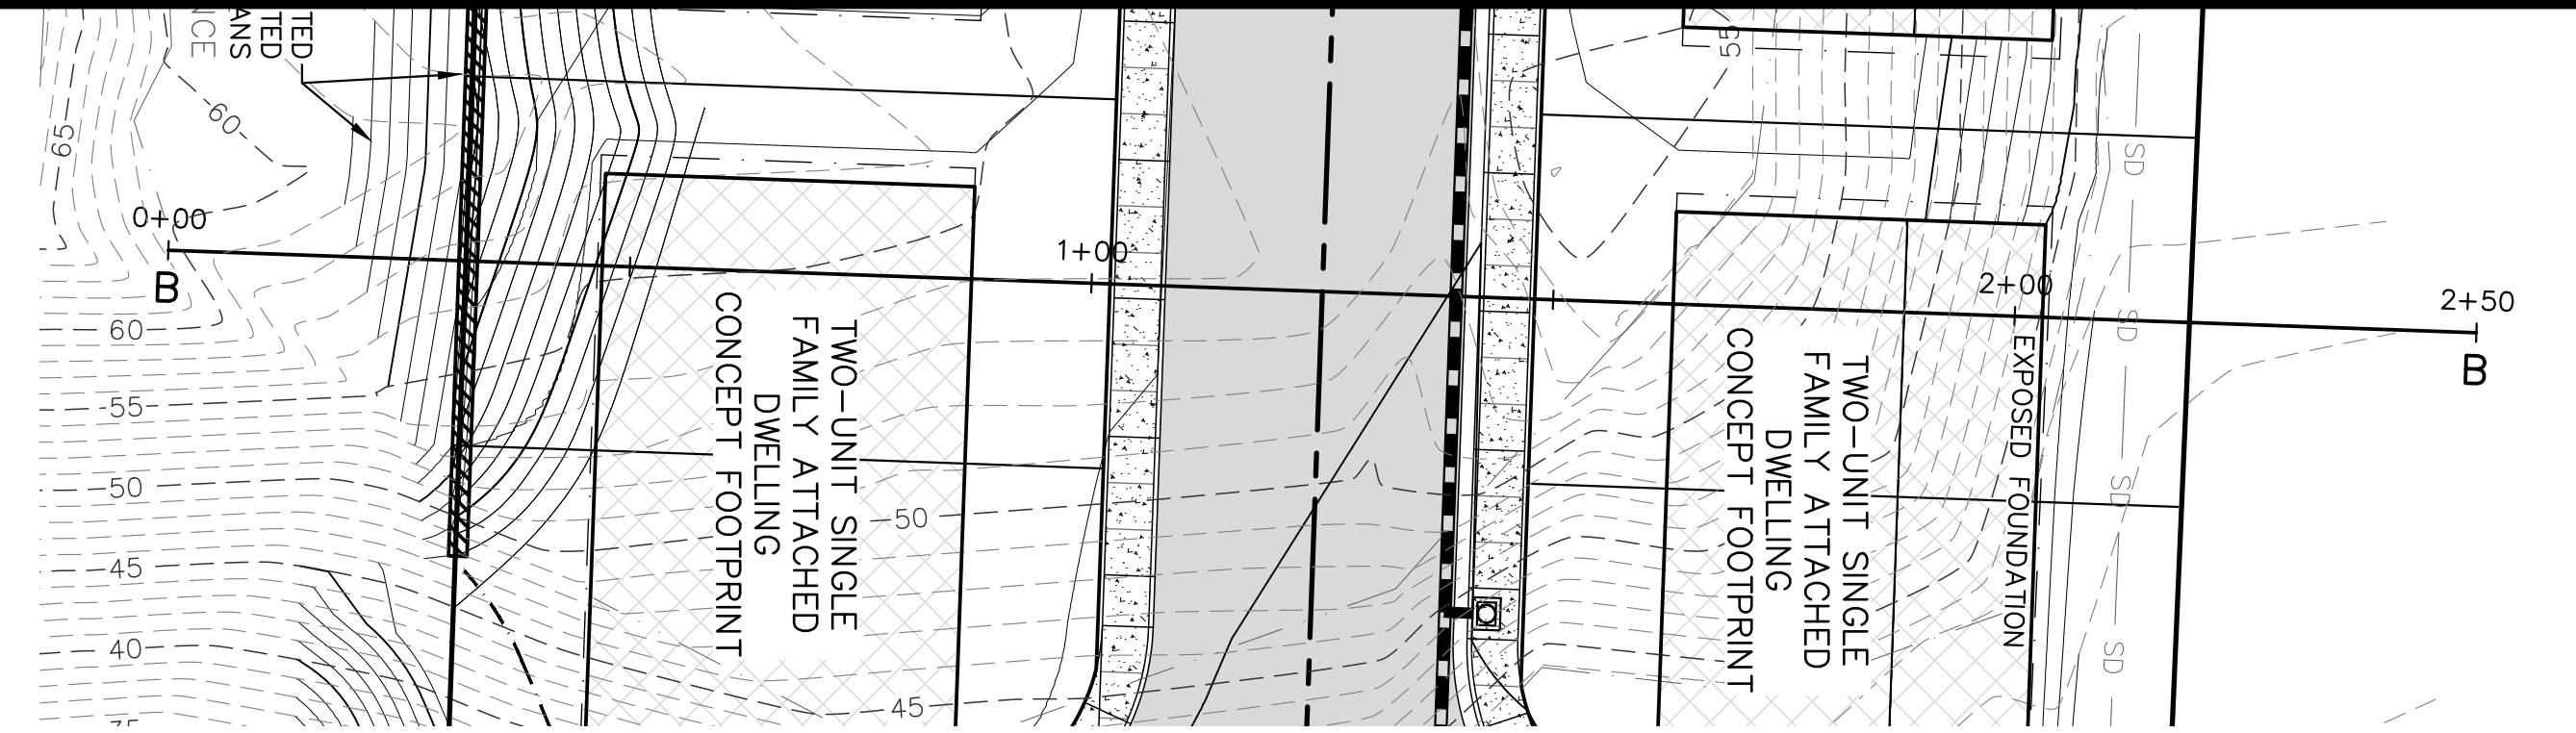 TED
TED
ANS
NCE
65
60
55
0+00
B
1+00
2+00
2+50
B
60
55
50
45
40
50
45
TWO-UNIT SINGLE
FAMILY ATTACHED
DWELLING
CONCEPT FOOTPRINT
TWO-UNIT SINGLE
FAMILY ATTACHED
DWELLING
CONCEPT FOOTPRINT
EXPOSED FOUNDATION
SD
SD
SD
SD